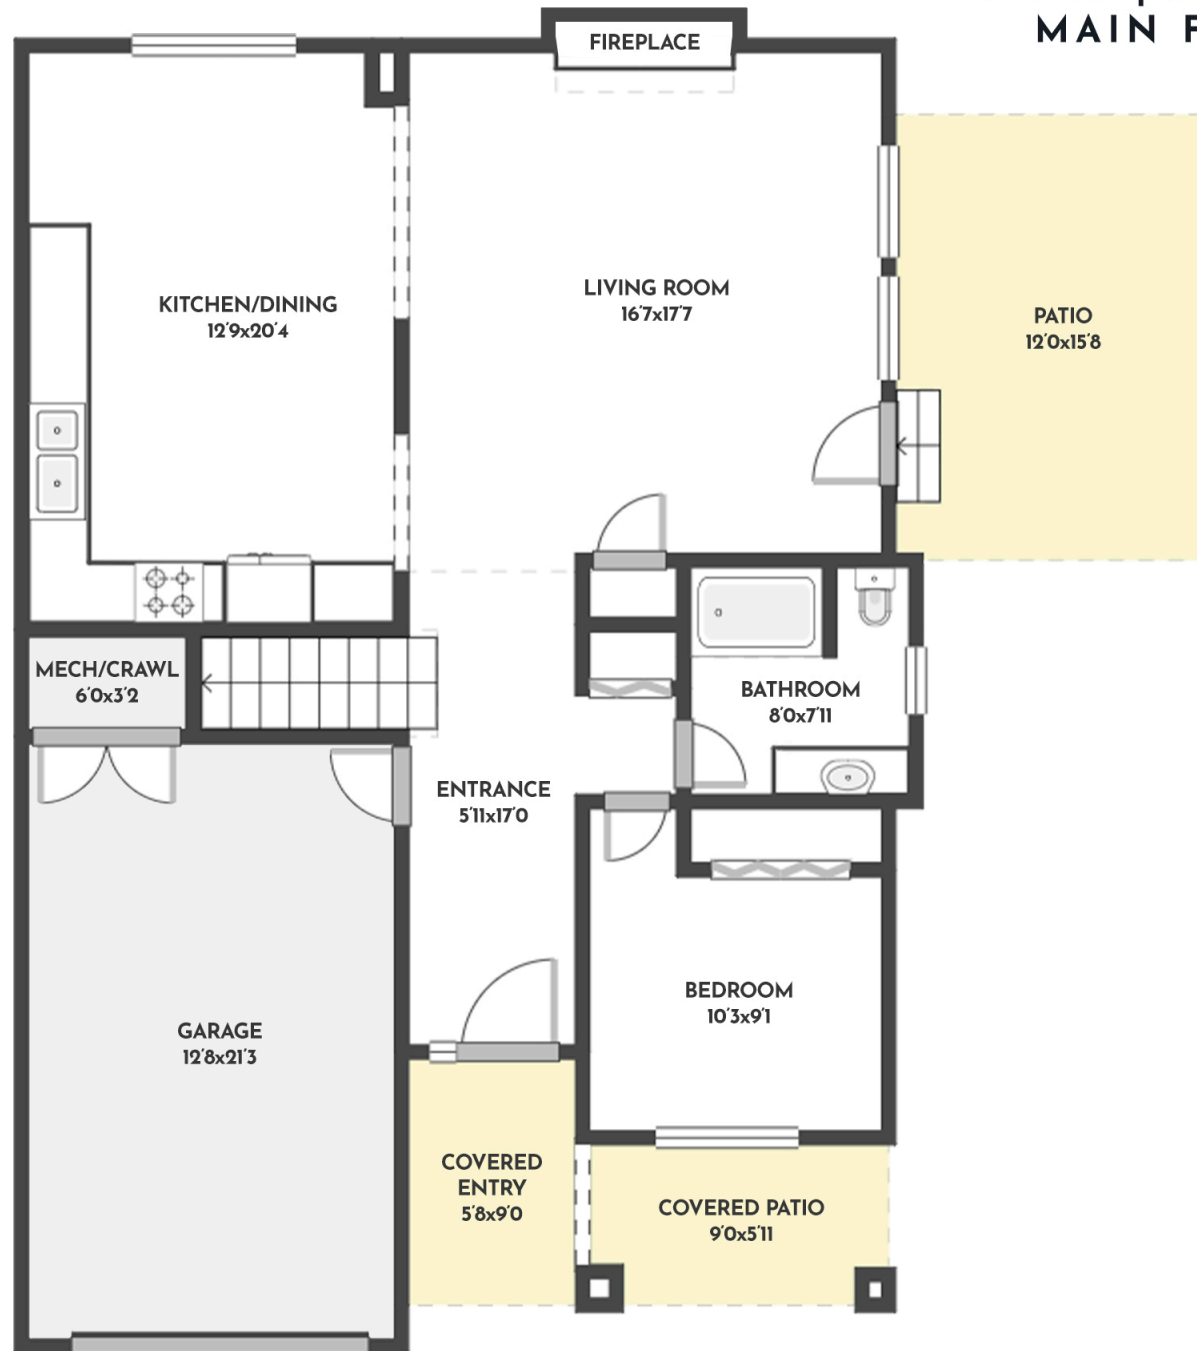 MAIN F
FIREPLACE
KITCHEN/DINING
12'9x20'4
LIVING ROOM
16'7x17'7
PATIO
12'0x15'8
MECH/CRAWL
6'0x3'2
BATHROOM
8'0x7'11
ENTRANCE
5'11x17'0
BEDROOM
10'3x9'1
GARAGE
12'8x21'3
COVERED
ENTRY
5'8x9'0
COVERED PATIO
9'0x5'11